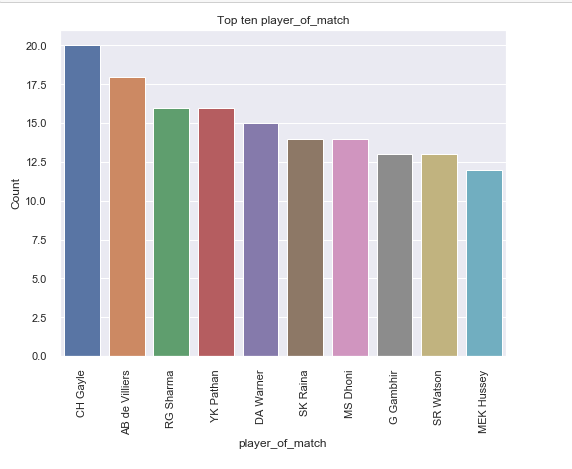 Top ten player_of_match
20.0
17.5
15.0
12.5
10.0
7.5
5.0
2.5
0.0
Count
CH Gayle
AB de Villiers
RG Sharma
YK Pathan
DA Warner
SK Raina
MS Dhoni
G Gambhir
SR Watson
MEK Hussey
player_of_match